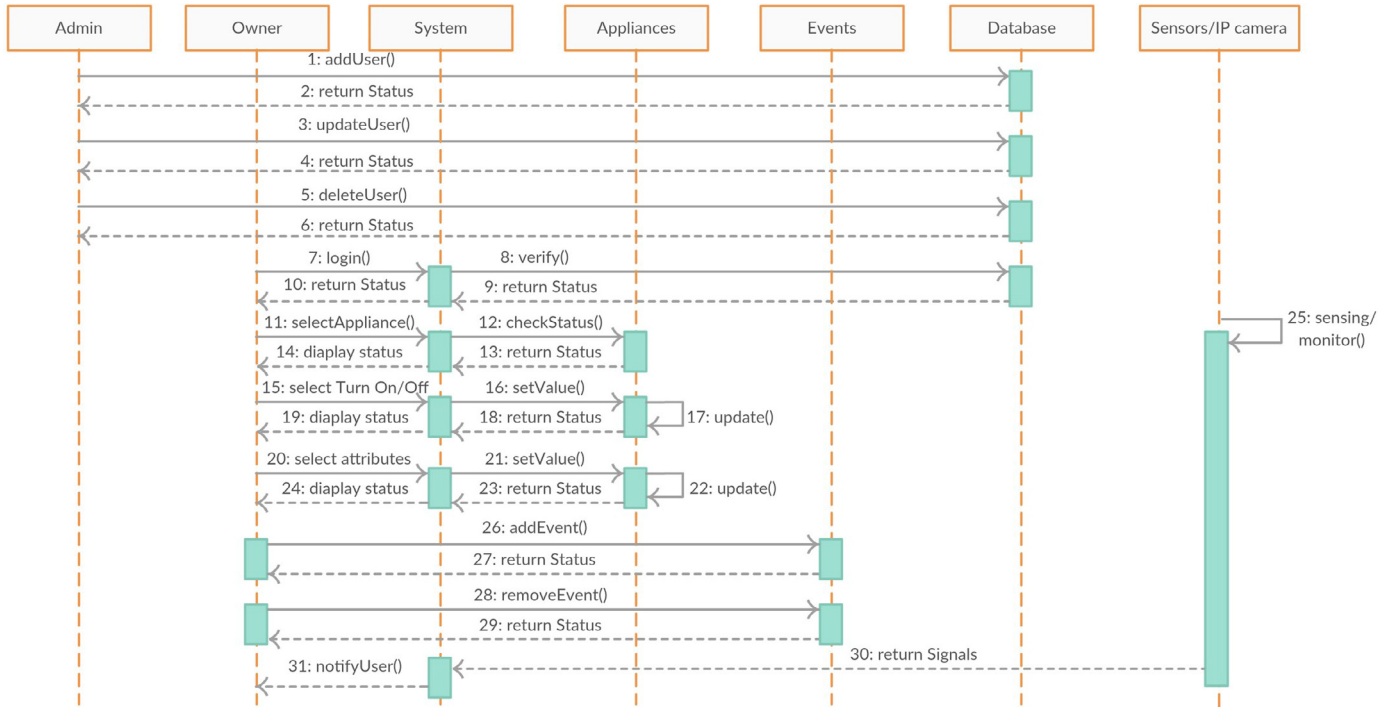 Admin
Owner
System
Appliances
Events
Database
Sensors/IP camera
1: addUser()
2: return Status
3: updateUser()
4: return Status
5: deleteUser()
6: return Status
7: login()
8: verify()
10: return Status
9: return Status
11: selectAppliance()
12: checkStatus()
25: sensing/
monitor()
14: diaplay status
13: return Status
15: select Turn On/Off
16: setValue()
19: diaplay status
18: return Status
17: update()
20: select attributes
21: setValue()
24: diaplay status
23: return Status
22: update()
26: addEvent()
27: return Status
28: removeEvent()
29: return Status
30: return Signals
31: notifyUser()